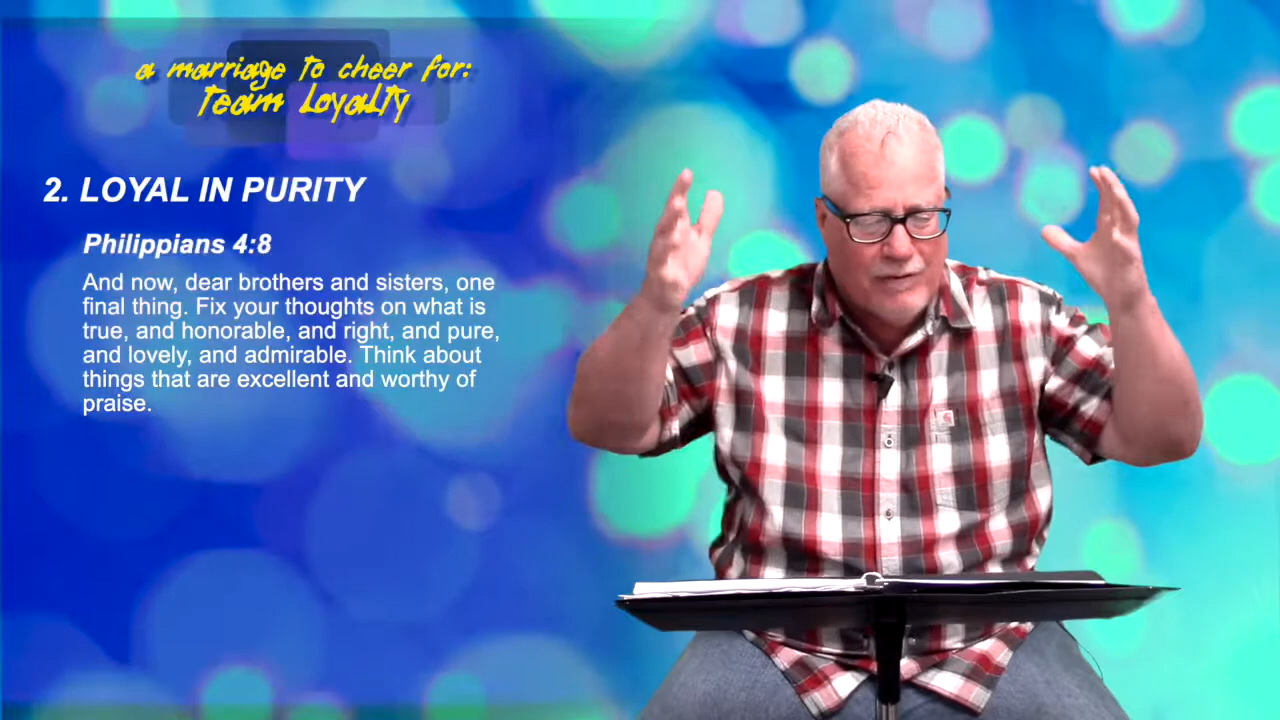 a marriage to cheer for:
Team Loyalty
2. LOYAL IN PURITY
Philippians 4:8
And now, dear brothers and sisters, one
final thing. Fix your thoughts on what is
true, and honorable, and right, and pure,
and lovely, and admirable. Think about
things that are excellent and worthy of
praise.